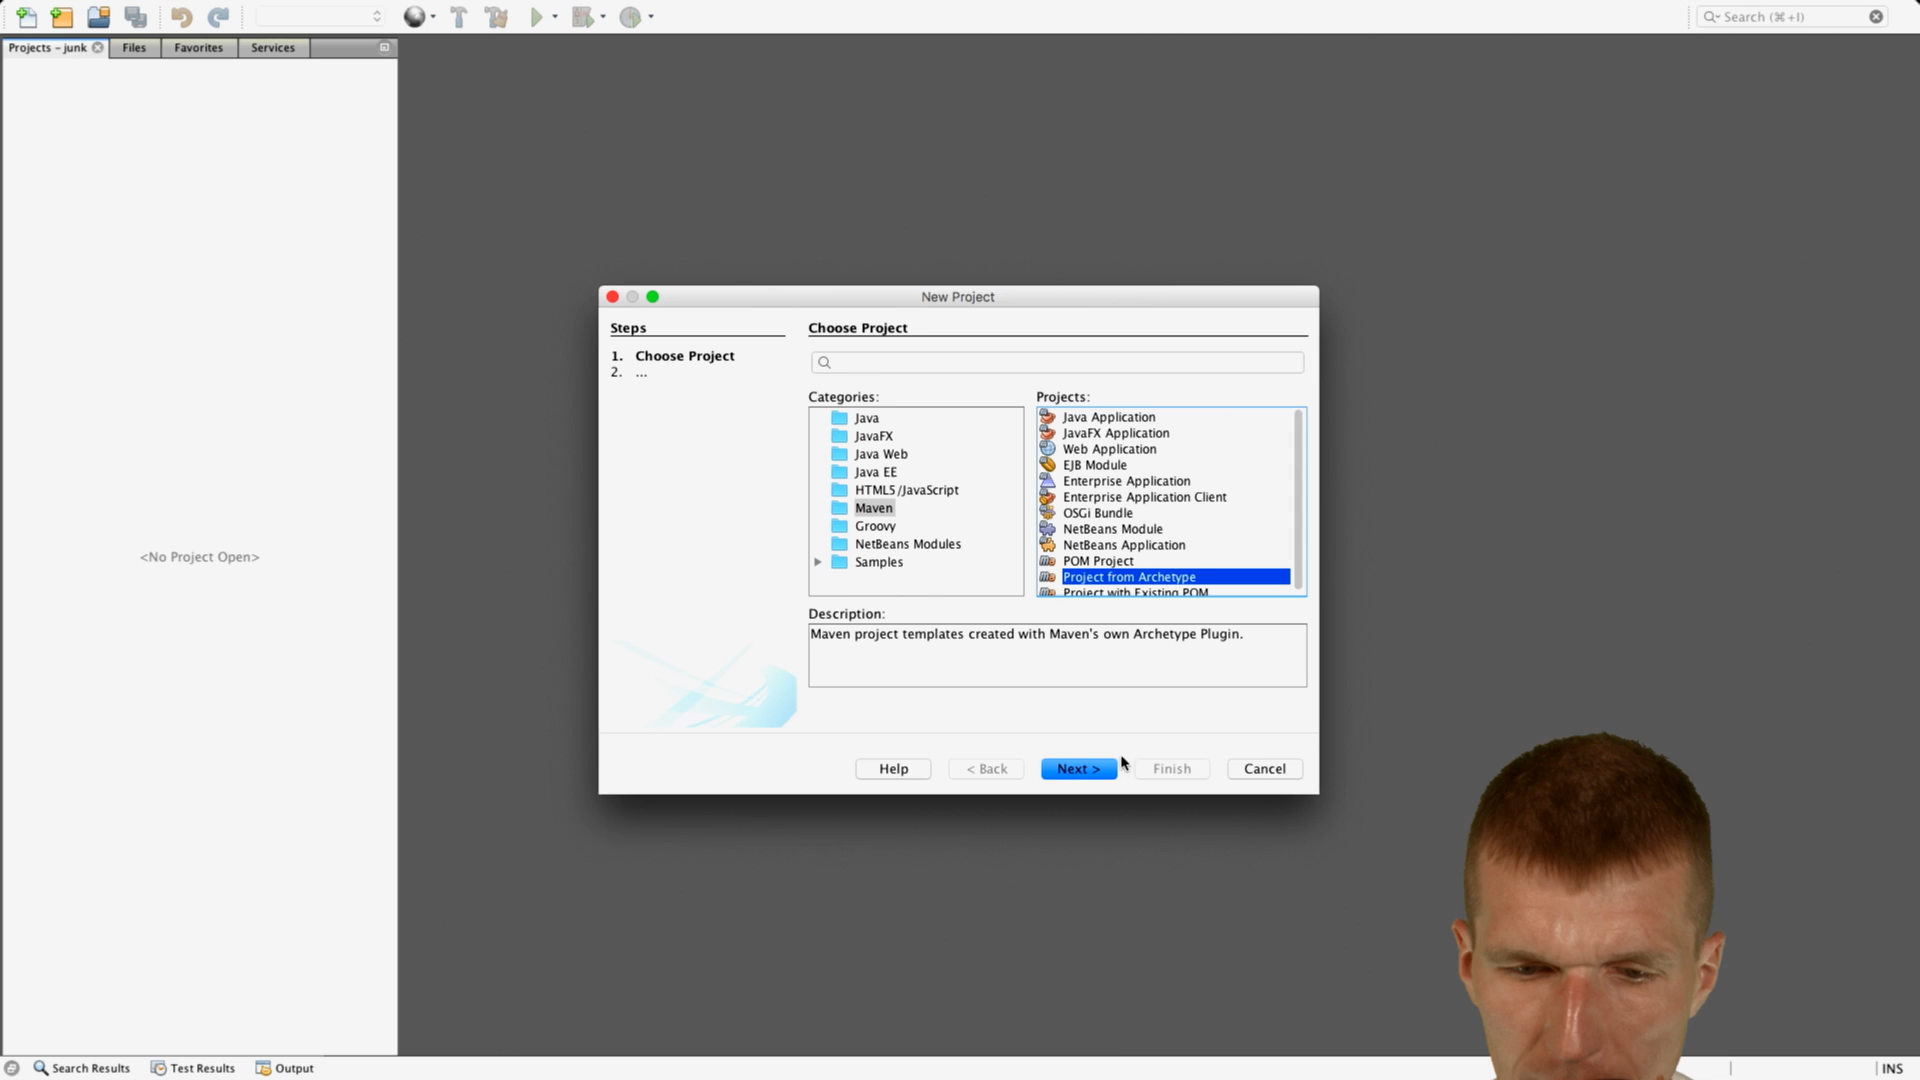 Search (⌘+I)
Projects – junk Files Favorites Services
<No Project Open>
New Project
Steps
1. Choose Project
2. ...
Choose Project
Categories:
Java
JavaFX
Java Web
Java EE
HTML5/JavaScript
Maven
Groovy
NetBeans Modules
Samples
Projects:
Java Application
JavaFX Application
Web Application
EJB Module
Enterprise Application
Enterprise Application Client
OSGi Bundle
NetBeans Module
NetBeans Application
POM Project
Project from Archetype
Project with Existing POM
Description:
Maven project templates created with Maven's own Archetype Plugin.
Help < Back Next > Finish Cancel
Search Results Test Results Output
INS